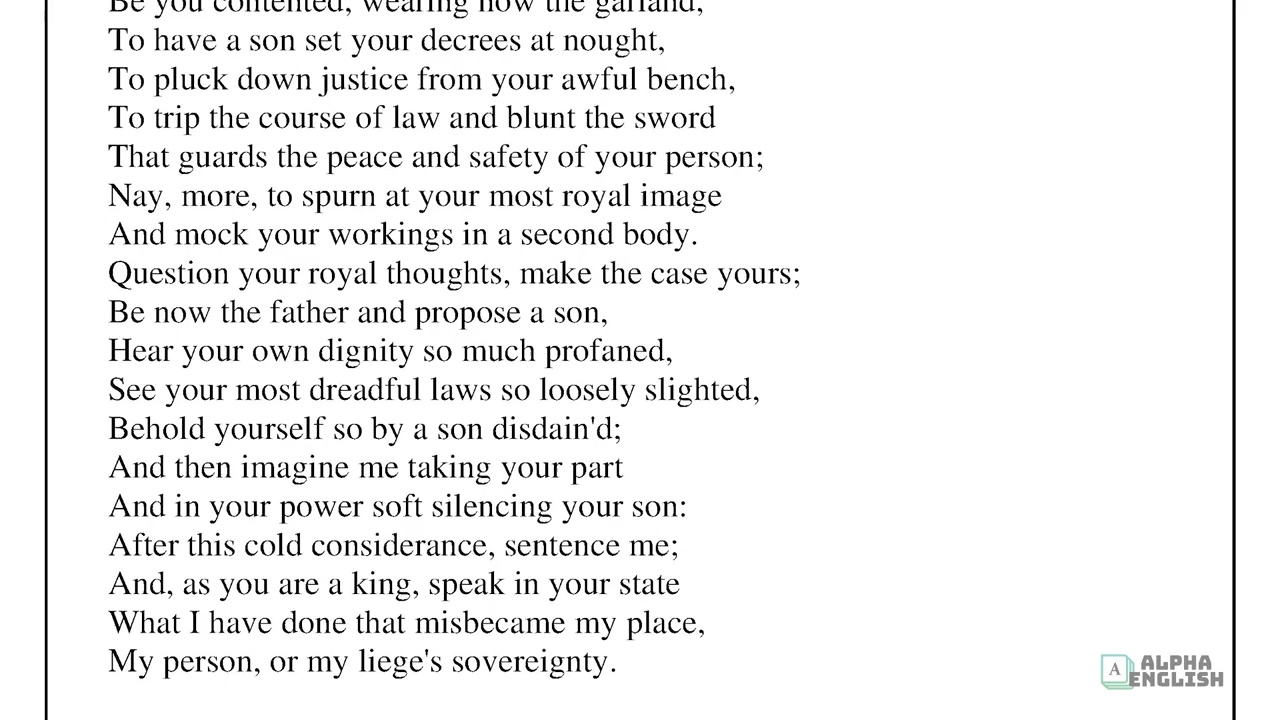 Be you contented, wearing now the garland,
To have a son set your decrees at nought,
To pluck down justice from your awful bench,
To trip the course of law and blunt the sword
That guards the peace and safety of your person;
Nay, more, to spurn at your most royal image
And mock your workings in a second body.
Question your royal thoughts, make the case yours;
Be now the father and propose a son,
Hear your own dignity so much profaned,
See your most dreadful laws so loosely slighted,
Behold yourself so by a son disdain'd;
And then imagine me taking your part
And in your power soft silencing your son:
After this cold considerance, sentence me;
And, as you are a king, speak in your state
What I have done that misbecame my place,
My person, or my liege's sovereignty.
A
ALPHA
ENGLISH